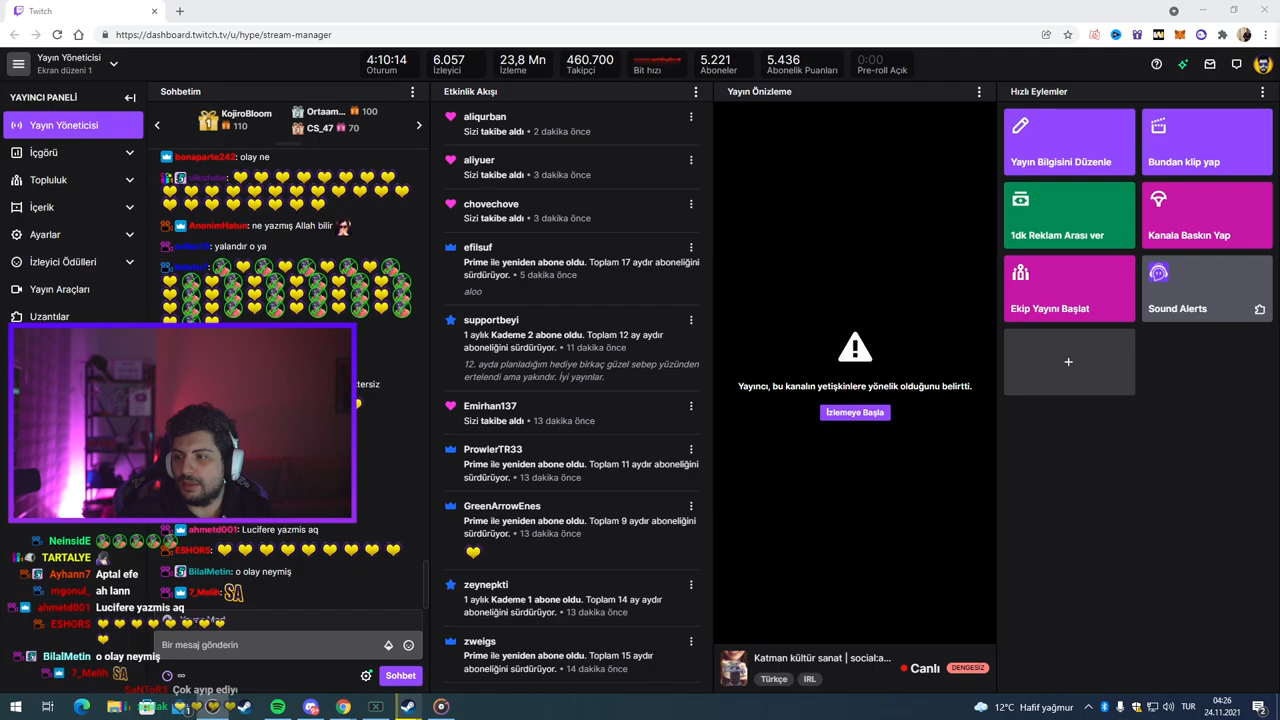 Twitch
https://dashboard.twitch.tv/u/hype/stream-manager
Yayın Yöneticisi
Ekran düzeni 1
4:10:14
Oturum
6.057
İzleyici
23,8 Mn
İzleme
460.700
Takipçi
Bit hızı
5.221
Aboneler
5.436
Abonelik Puanları
0:00
Pre-roll Açık
YAYINCI PANELİ
Yayın Yöneticisi
İçgörü
Topluluk
İçerik
Ayarlar
İzleyici Ödülleri
Yayın Araçları
Uzantılar
Sohbetim
1
KojiroBloom
110
Ortaam... 100
CS_47 70
bonaparte242: olay ne
AnonimHatun: ne yazmış Allah bilir
yalandır o ya
ahmetd001: Lucifere yazmis aq
ESHORS:
BilalMetin: o olay neymiş
7_Melih: SA
Bir mesaj gönderin
Sohbet
NeinsidE
TARTALYE
Ayhann7 Aptal efe
mgonul_ ah lann
ahmetd001 Lucifere yazmis aq
ESHORS
BilalMetin o olay neymiş
7_Melih SA
SaNToR3 Çok ayıp ediyı
Etkinlik Akışı
aliqurban
Sizi takibe aldı • 2 dakika önce
aliyuer
Sizi takibe aldı • 3 dakika önce
chovechove
Sizi takibe aldı • 3 dakika önce
efilsuf
Prime ile yeniden abone oldu. Toplam 17 aydır aboneliğini
sürdürüyor. • 5 dakika önce
aloo
supportbeyi
1 aylık Kademe 2 abone oldu. Toplam 12 ay aydır
aboneliğini sürdürüyor. • 11 dakika önce
12. ayda planladığım hediye birkaç güzel sebep yüzünden
ertelendi ama yakındır. İyi yayınlar.
Emirhan137
Sizi takibe aldı • 13 dakika önce
ProwlerTR33
Prime ile yeniden abone oldu. Toplam 11 aydır aboneliğini
sürdürüyor. • 13 dakika önce
GreenArrowEnes
Prime ile yeniden abone oldu. Toplam 9 aydır aboneliğini
sürdürüyor. • 13 dakika önce
zeynepkti
1 aylık Kademe 1 abone oldu. Toplam 14 ay aydır
aboneliğini sürdürüyor. • 13 dakika önce
zweigs
Prime ile yeniden abone oldu. Toplam 15 aydır
aboneliğini sürdürüyor. • 14 dakika önce
Yayın Önizleme
Yayıncı, bu kanalın yetişkinlere yönelik olduğunu belirtti.
İzlemeye Başla
Katman kültür sanat | social:a...
Türkçe IRL
Canlı
DENGESİZ
Hızlı Eylemler
Yayın Bilgisini Düzenle
Bundan klip yap
1dk Reklam Arası ver
Kanala Baskın Yap
Ekip Yayını Başlat
Sound Alerts
12°C Hafif yağmur
TUR
04:26
24.11.2021
2